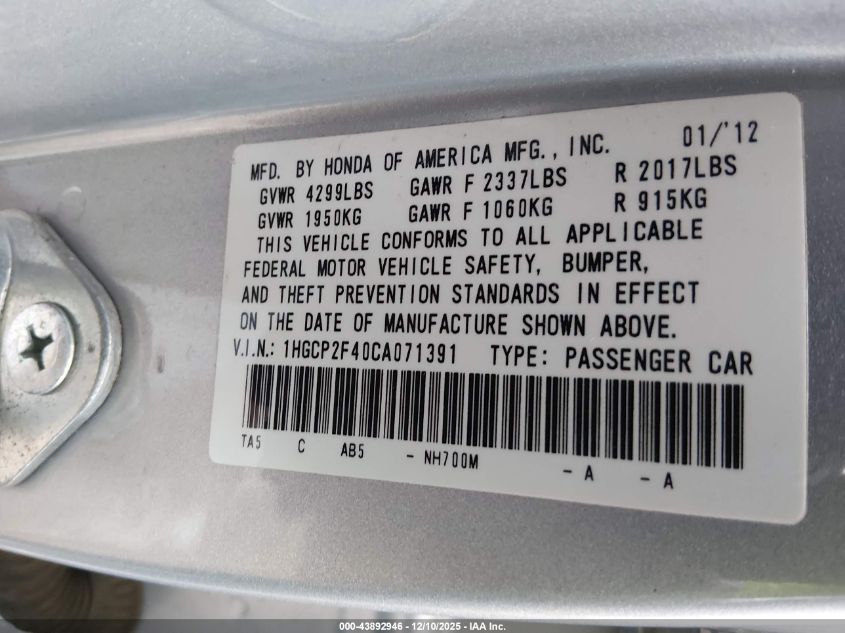 MFD. BY HONDA OF AMERICA MFG., INC. 01/'12
GVWR 4299LBS GAWR F 2337LBS R 2017LBS
GVWR 1950KG GAWR F 1060KG R 915KG
THIS VEHICLE CONFORMS TO ALL APPLICABLE
FEDERAL MOTOR VEHICLE SAFETY, BUMPER,
AND THEFT PREVENTION STANDARDS IN EFFECT
ON THE DATE OF MANUFACTURE SHOWN ABOVE.
V.I.N.: 1HGCP2F40CA071391 TYPE: PASSENGER CAR
TA5 C AB5 - NH700M - A - A
000-43892946 - 12/10/2025 - IAA Inc.